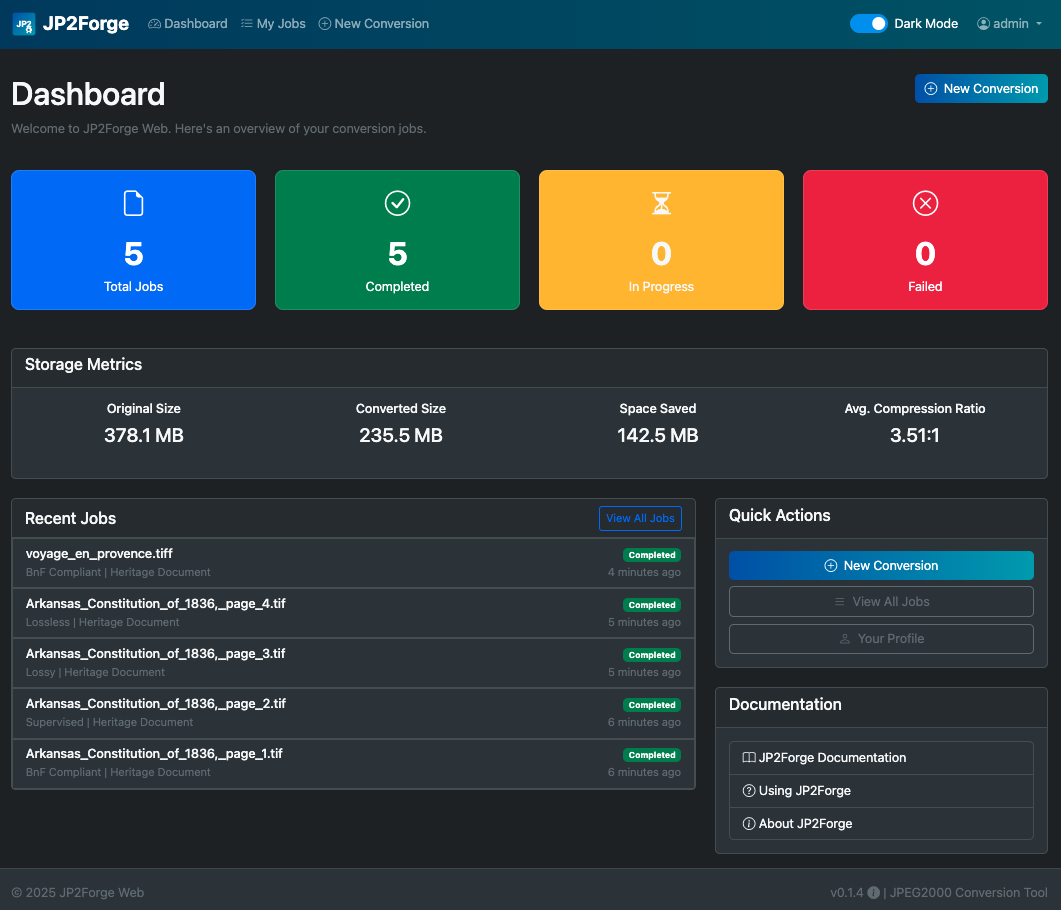 JP2 JP2Forge Dashboard My Jobs New Conversion Dark Mode admin
Dashboard
New Conversion
Welcome to JP2Forge Web. Here's an overview of your conversion jobs.
5
Total Jobs
5
Completed
0
In Progress
0
Failed
Storage Metrics
Original Size
378.1 MB
Converted Size
235.5 MB
Space Saved
142.5 MB
Avg. Compression Ratio
3.51:1
Recent Jobs
View All Jobs
voyage_en_provence.tiff
Completed
BnF Compliant | Heritage Document
4 minutes ago
Arkansas_Constitution_of_1836,_page_4.tif
Completed
Lossless | Heritage Document
5 minutes ago
Arkansas_Constitution_of_1836,_page_3.tif
Completed
Lossy | Heritage Document
5 minutes ago
Arkansas_Constitution_of_1836,_page_2.tif
Completed
Supervised | Heritage Document
6 minutes ago
Arkansas_Constitution_of_1836,_page_1.tif
Completed
BnF Compliant | Heritage Document
6 minutes ago
Quick Actions
New Conversion
View All Jobs
Your Profile
Documentation
JP2Forge Documentation
Using JP2Forge
About JP2Forge
© 2025 JP2Forge Web
v0.1.4 | JPEG2000 Conversion Tool